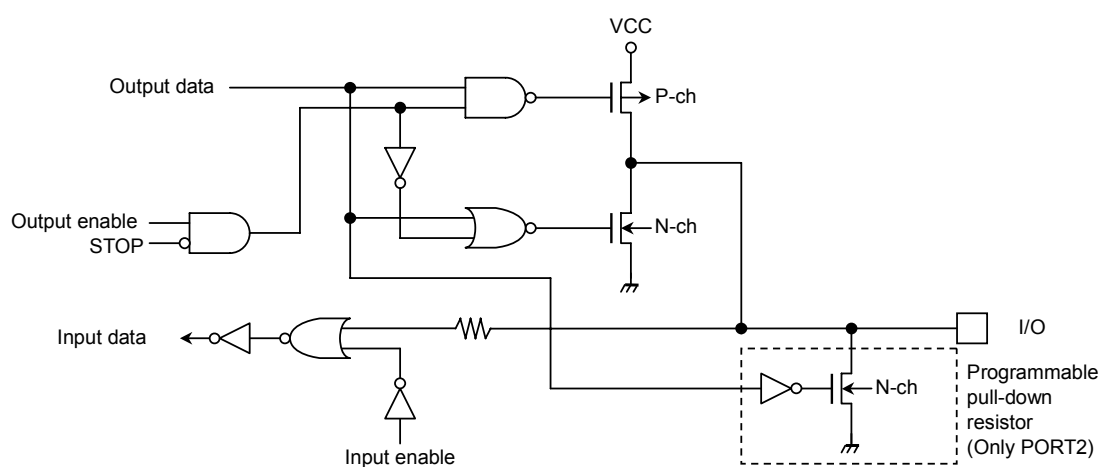 VCC
Output data
P-ch
Output enable
STOP
N-ch
Input data
I/O
N-ch
Programmable
pull-down
resistor
(Only PORT2)
Input enable